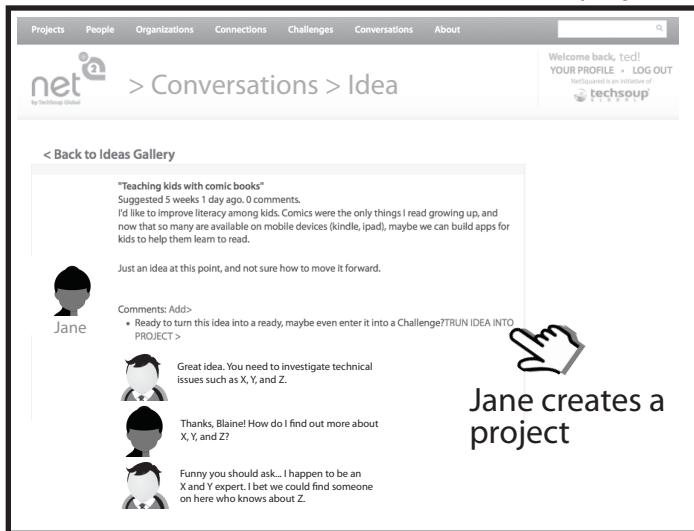 Projects People Organizations Connections Challenges Conversations About
Welcome back, ted!
YOUR PROFILE • LOG OUT
NetSquared is an initiative of
techsoup
GLOBAL
net2
by TechSoup Global
> Conversations > Idea
< Back to Ideas Gallery
"Teaching kids with comic books"
Suggested 5 weeks 1 day ago. 0 comments.
I'd like to improve literacy among kids. Comics were the only things I read growing up, and
now that so many are available on mobile devices (kindle, ipad), maybe we can build apps for
kids to help them learn to read.
Just an idea at this point, and not sure how to move it forward.
Jane
Comments: Add>
• Ready to turn this idea into a ready, maybe even enter it into a Challenge?TRUN IDEA INTO
PROJECT >
Great idea. You need to investigate technical
issues such as X, Y, and Z.
Thanks, Blaine! How do I find out more about
X, Y, and Z?
Funny you should ask... I happen to be an
X and Y expert. I bet we could find someone
on here who knows about Z.
Jane creates a
project